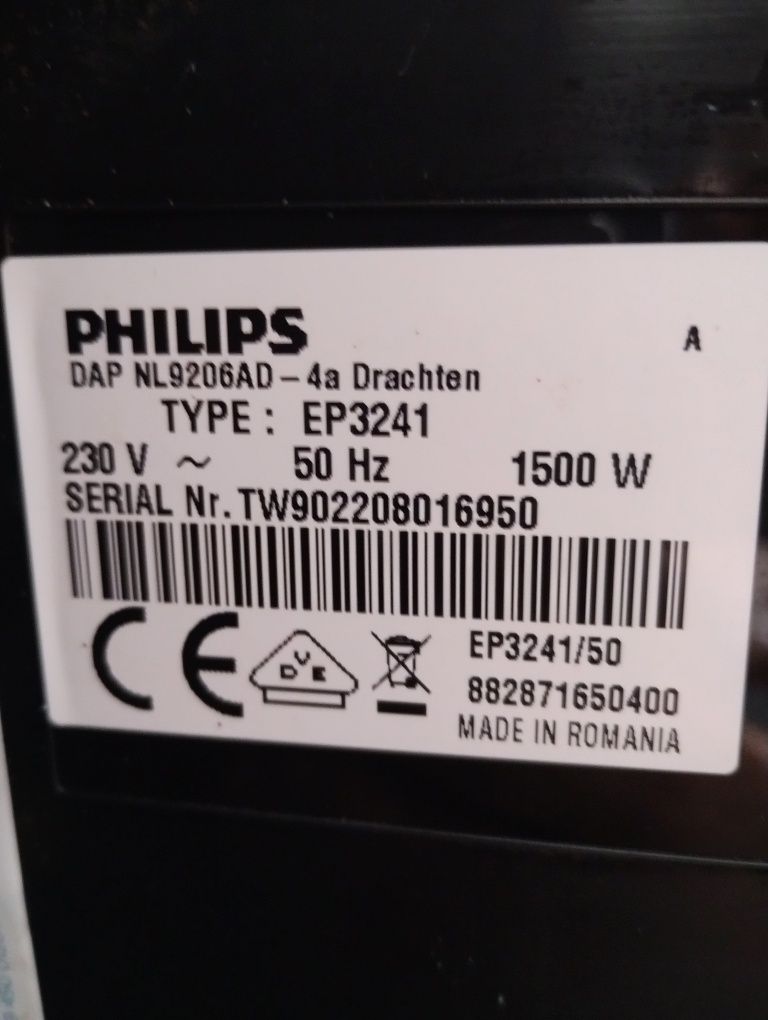 PHILIPS A
DAP NL9206AD – 4a Drachten
TYPE : EP3241
230 V ~ 50 Hz 1500 W
SERIAL Nr. TW902208016950
CE DVE EP3241/50
882871650400
MADE IN ROMANIA